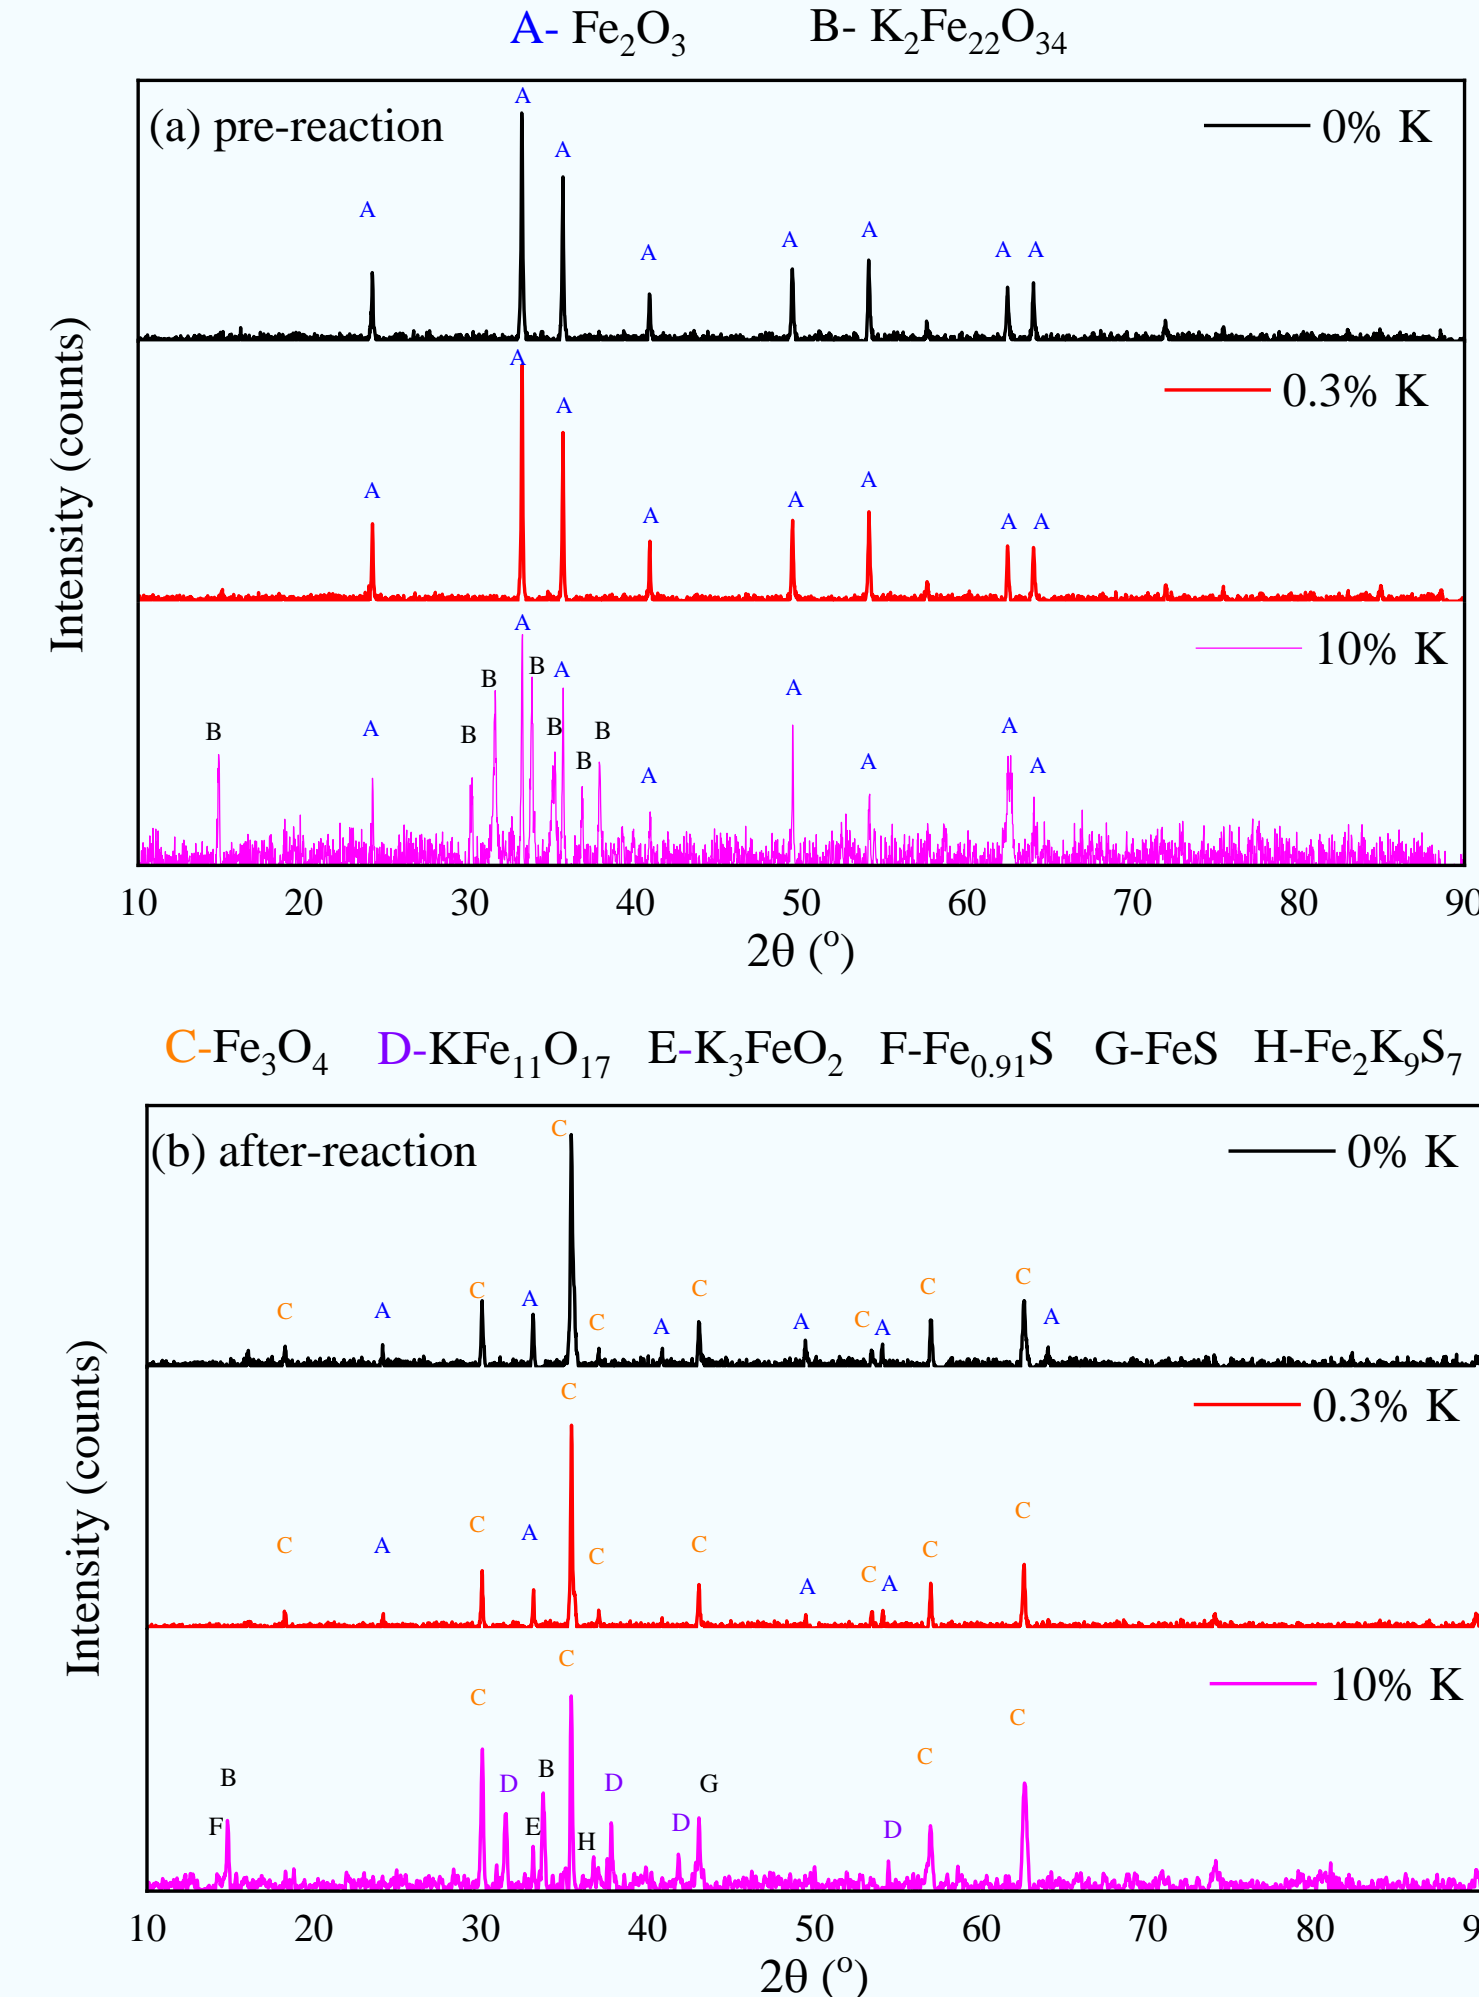 A- Fe₂O₃ B- K₂Fe₂₂O₃₄
(a) pre-reaction
0% K
A A A A A A A A
0.3% K
A A A A A A A A
10% K
B A B B A B B A B B A A A A A
Intensity (counts)
10 20 30 40 50 60 70 80 90
2θ (°)
C-Fe₃O₄ D-KFe₁₁O₁₇ E-K₃FeO₂ F-Fe₀.₉₁S G-FeS H-Fe₂K₉S₇
(b) after-reaction
0% K
C A C A C C A C A C A C C A
0.3% K
C A C A C C C A C A C C
10% K
F B C D E B C H D D G D C C
Intensity (counts)
10 20 30 40 50 60 70 80 9
2θ (°)